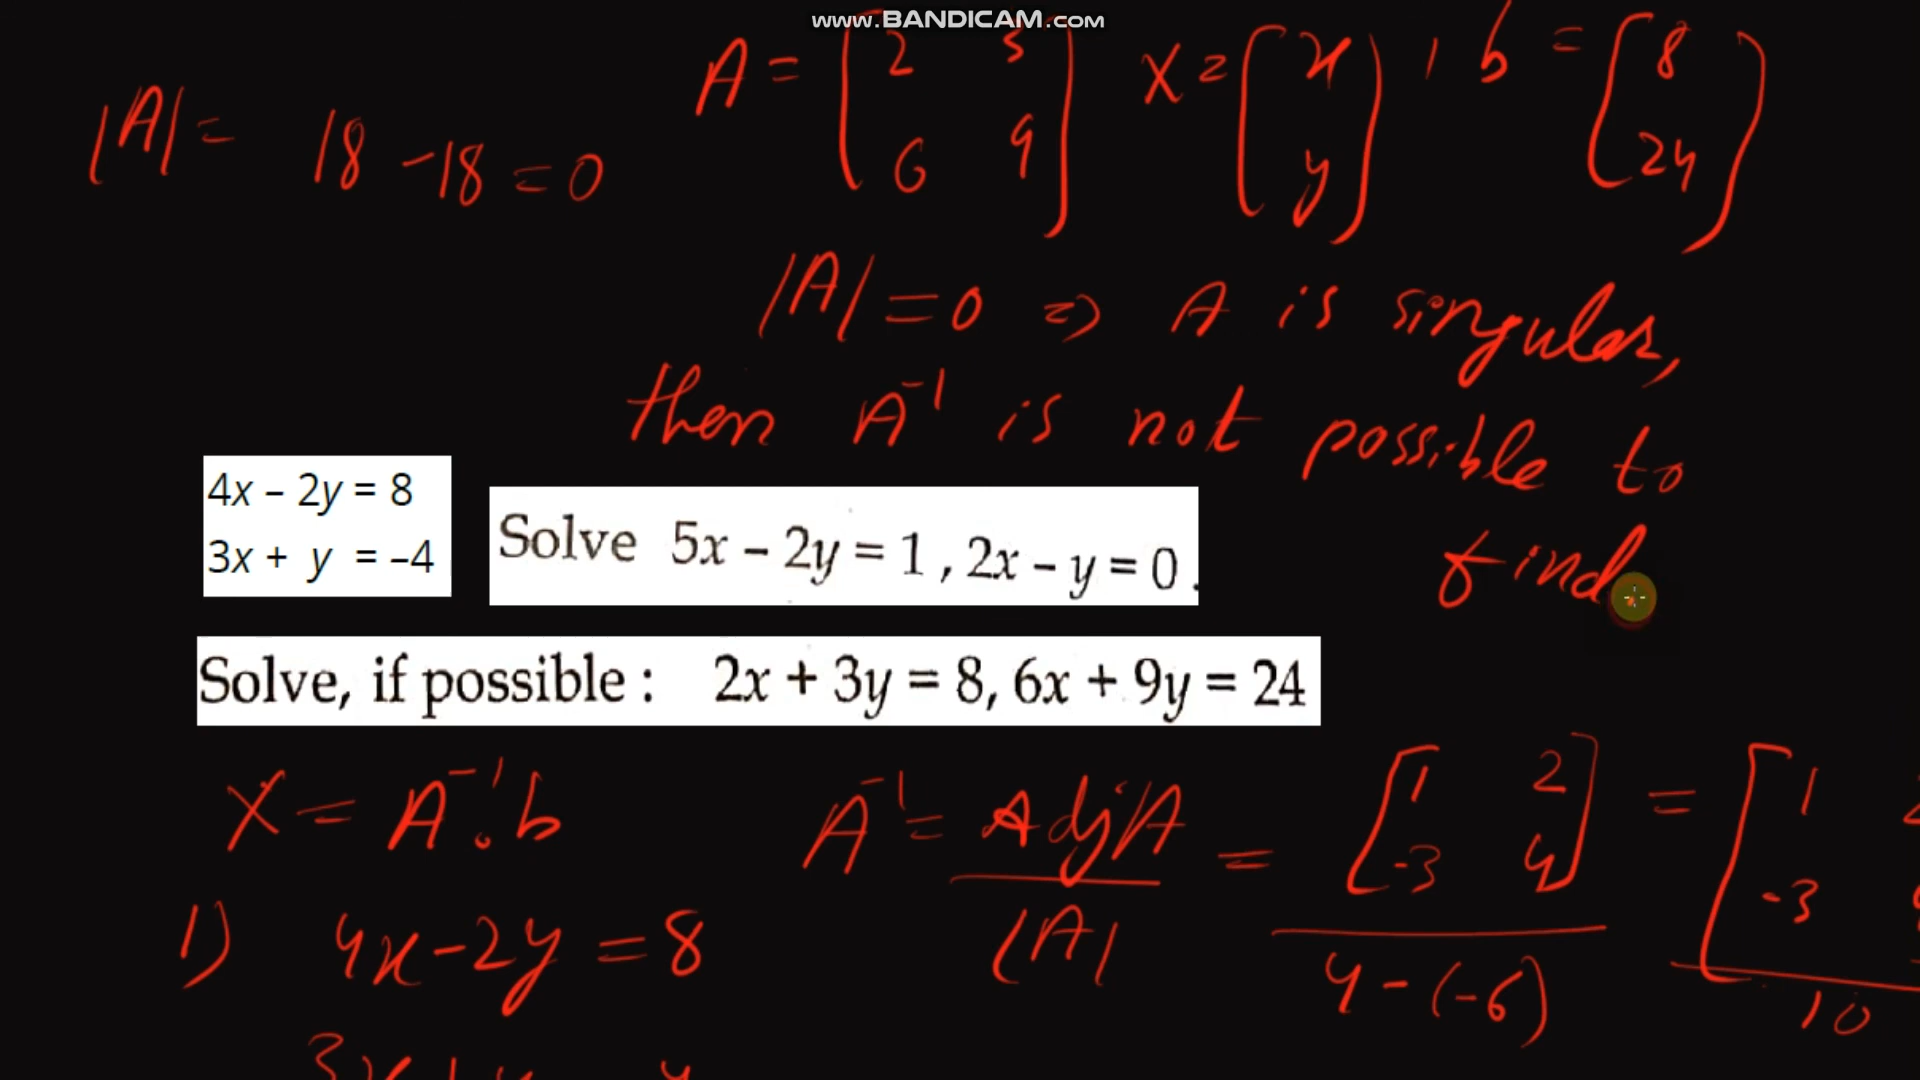 www.BANDICAM.com
A = [2 3
6 9] X = [x
y] , b = [8
24]
|A| = 18 - 18 = 0
|A| = 0 ⇒ A is singular,
then A⁻¹ is not possible to
find
4x – 2y = 8
3x + y = –4
Solve 5x – 2y = 1 , 2x – y = 0 .
Solve, if possible : 2x + 3y = 8, 6x + 9y = 24
X = A⁻¹.b
A⁻¹ = AdjA / |A| = [1 2
-3 4] / 4 - (-6) = [1
-3 / 10
1) 4x - 2y = 8